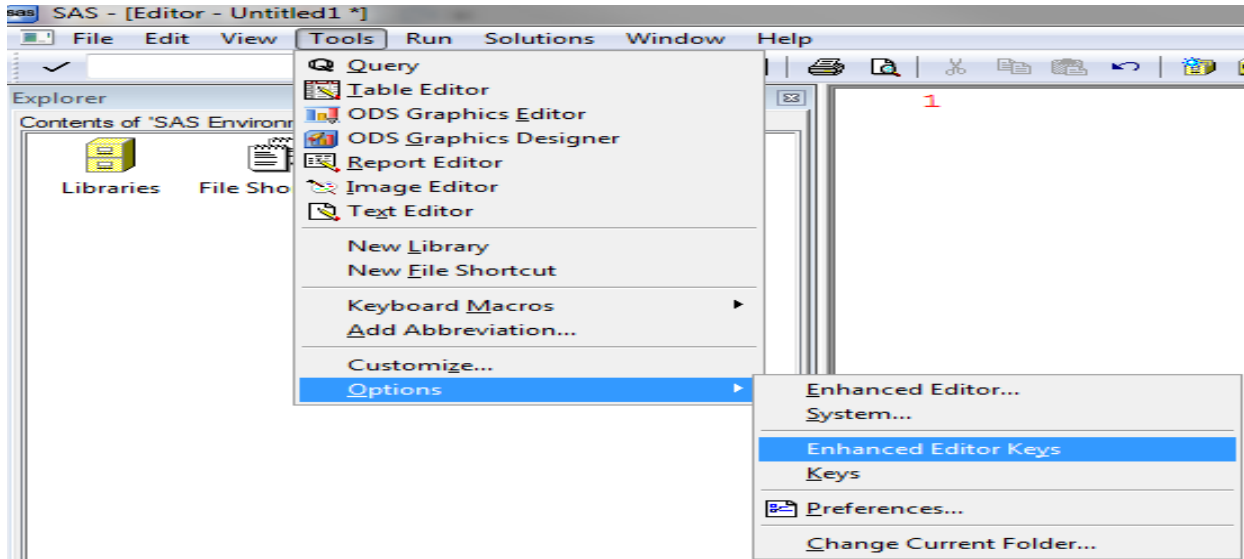 sas SAS - [Editor - Untitled1 *]
File Edit View Tools Run Solutions Window Help
Explorer
Contents of 'SAS Environ
Libraries File Sho
Query
Table Editor
ODS Graphics Editor
ODS Graphics Designer
Report Editor
Image Editor
Text Editor
New Library
New File Shortcut
Keyboard Macros
Add Abbreviation...
Customize...
Options
1
Enhanced Editor...
System...
Enhanced Editor Keys
Keys
Preferences...
Change Current Folder...